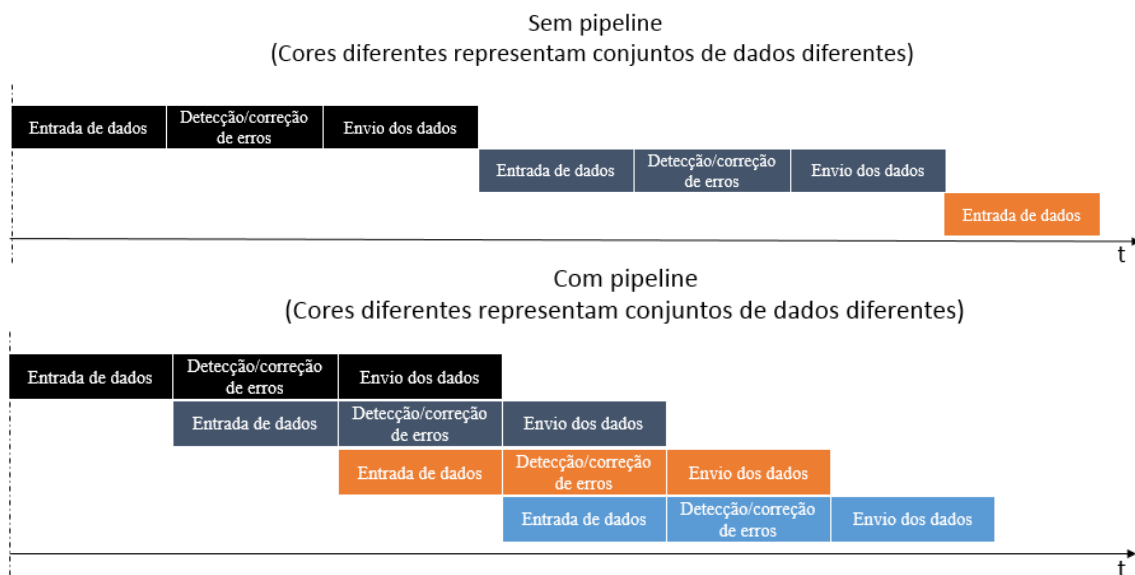 Sem pipeline
(Cores diferentes representam conjuntos de dados diferentes)
Entrada de dados
Detecção/correção
de erros
Envio dos dados
Entrada de dados
Detecção/correção
de erros
Envio dos dados
Entrada de dados
t
Com pipeline
(Cores diferentes representam conjuntos de dados diferentes)
Entrada de dados
Detecção/correção
de erros
Envio dos dados
Entrada de dados
Detecção/correção
de erros
Envio dos dados
Entrada de dados
Detecção/correção
de erros
Envio dos dados
Entrada de dados
Detecção/correção
de erros
Envio dos dados
t